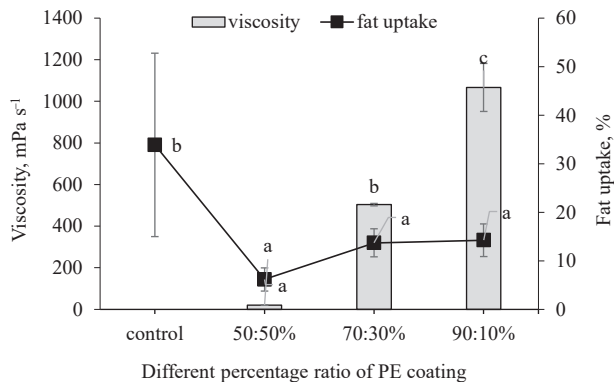 viscosity fat uptake
1400
1200
1000
800
600
400
200
0
Viscosity, mPa s⁻¹
60
50
40
30
20
10
0
Fat uptake, %
b
a
a
b
a
c
a
control 50:50% 70:30% 90:10%
Different percentage ratio of PE coating